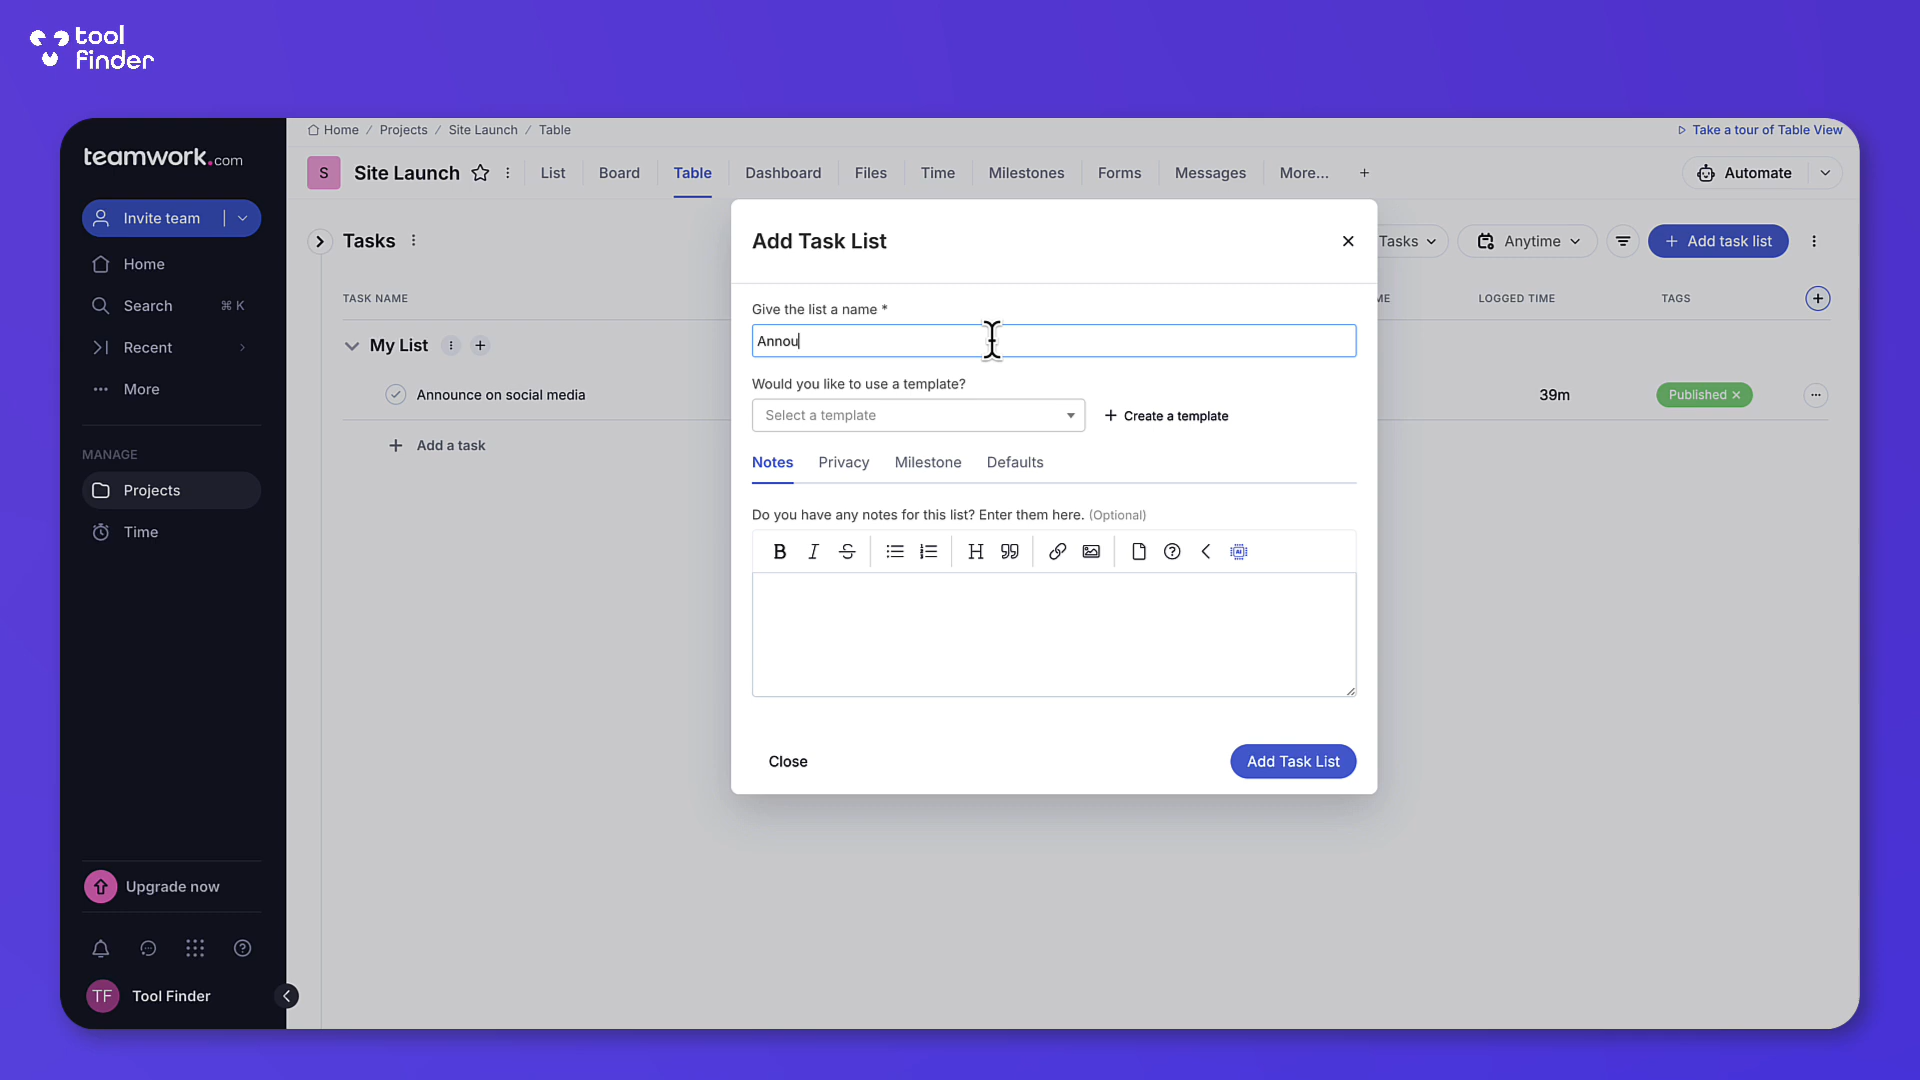 tool
finder
teamwork.com
Invite team
Home
Search ⌘ K
Recent
More
MANAGE
Projects
Time
Upgrade now
TF Tool Finder
Home / Projects / Site Launch / Table
Take a tour of Table View
S Site Launch List Board Table Dashboard Files Time Milestones Forms Messages More... +
Automate
Tasks
Tasks Anytime + Add task list
TASK NAME
ME LOGGED TIME TAGS
My List
Announce on social media
39m Published ×
+ Add a task
Add Task List
Give the list a name *
Annou
Would you like to use a template?
Select a template + Create a template
Notes Privacy Milestone Defaults
Do you have any notes for this list? Enter them here. (Optional)
B I S H AI
Close Add Task List